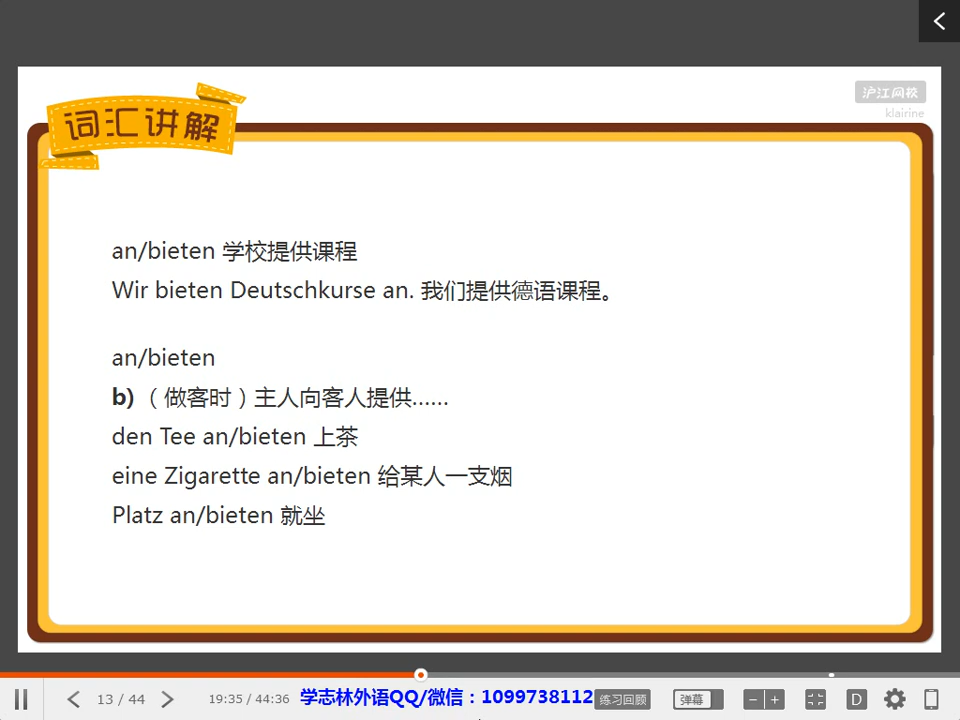 沪江网校
klairine
词汇讲解
an/bieten 学校提供课程
Wir bieten Deutschkurse an. 我们提供德语课程。
an/bieten
b) （做客时）主人向客人提供......
den Tee an/bieten 上茶
eine Zigarette an/bieten 给某人一支烟
Platz an/bieten 就坐
13 / 44
19:35 / 44:36
学志林外语QQ/微信：1099738112
练习回顾
弹幕
D